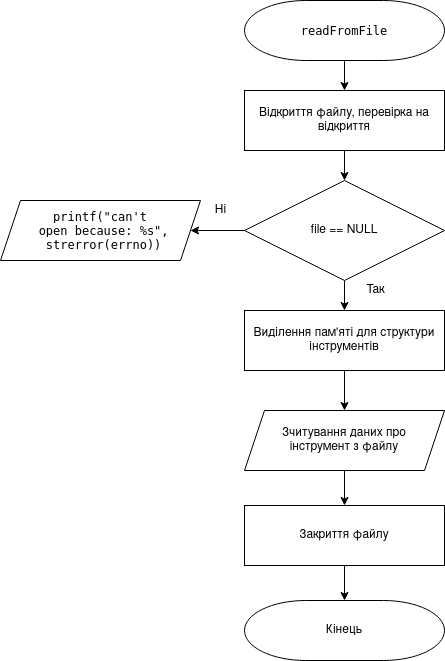 readFromFile
Відкриття файлу, перевірка на
відкриття
Ні
printf("can't
open because: %s",
strerror(errno))
file == NULL
Так
Виділення пам'яті для структури
інструментів
Зчитування даних про
інструмент з файлу
Закриття файлу
Кінець